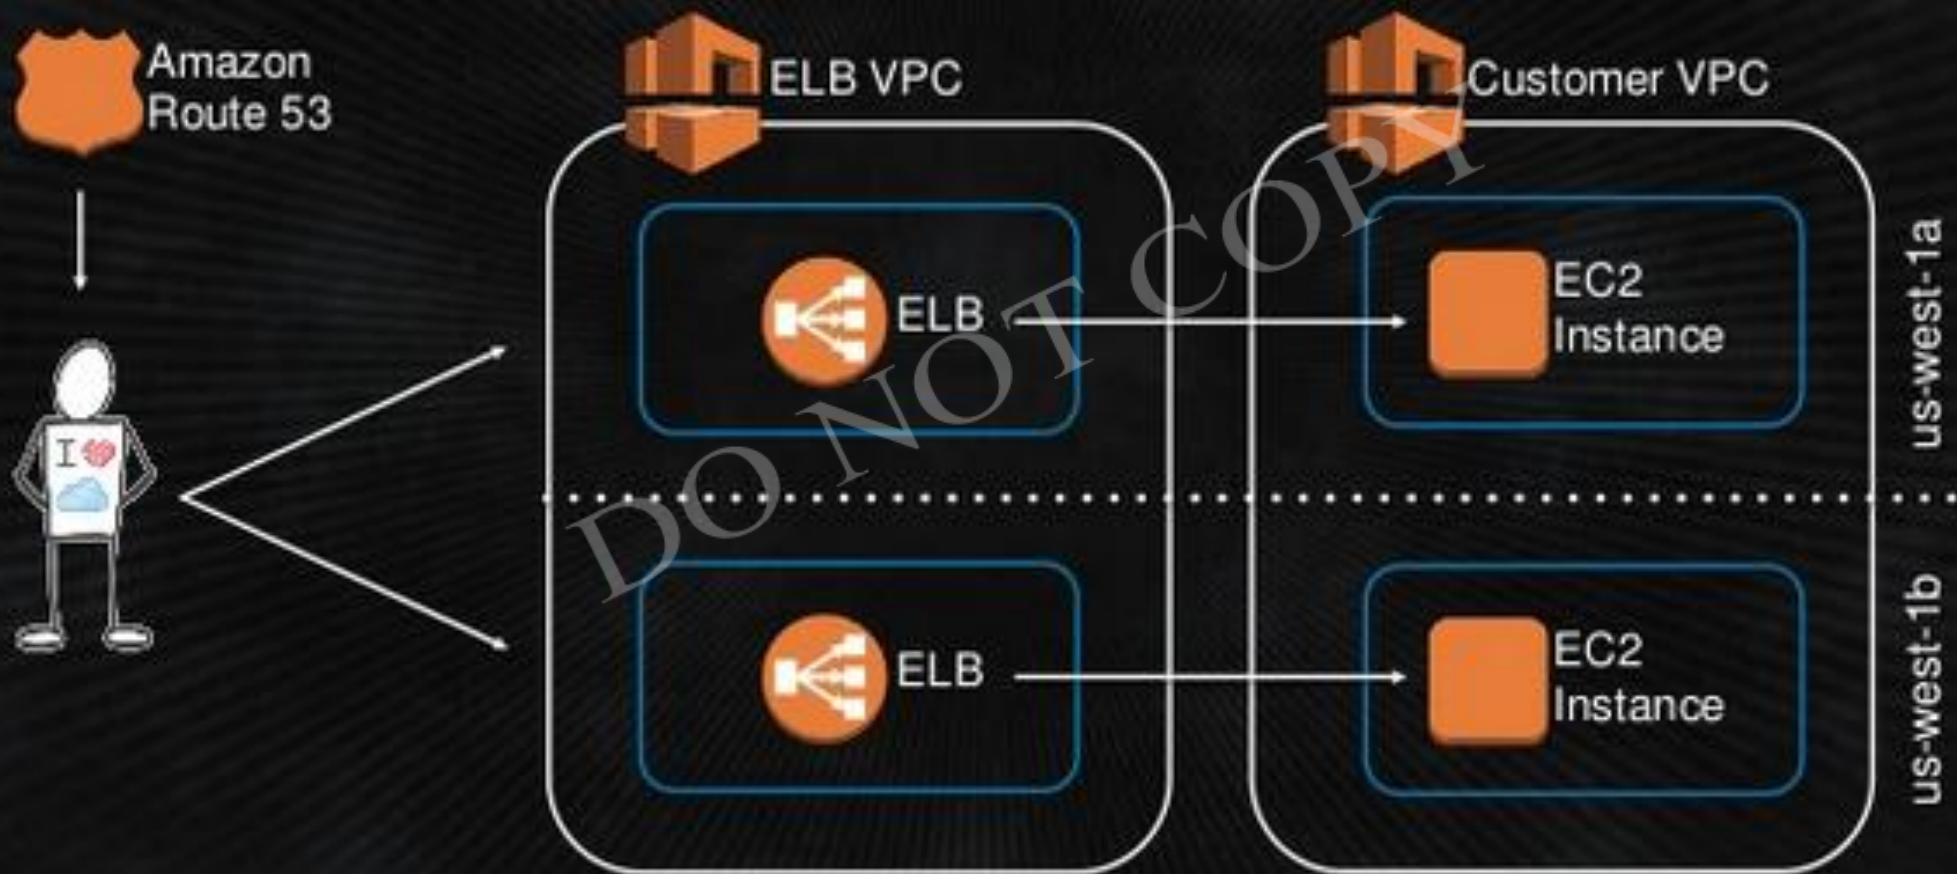 Amazon
Route 53
ELB VPC
Customer VPC
ELB
EC2
Instance
us-west-1a
I
DO NOT COPY
ELB
EC2
Instance
us-west-1b